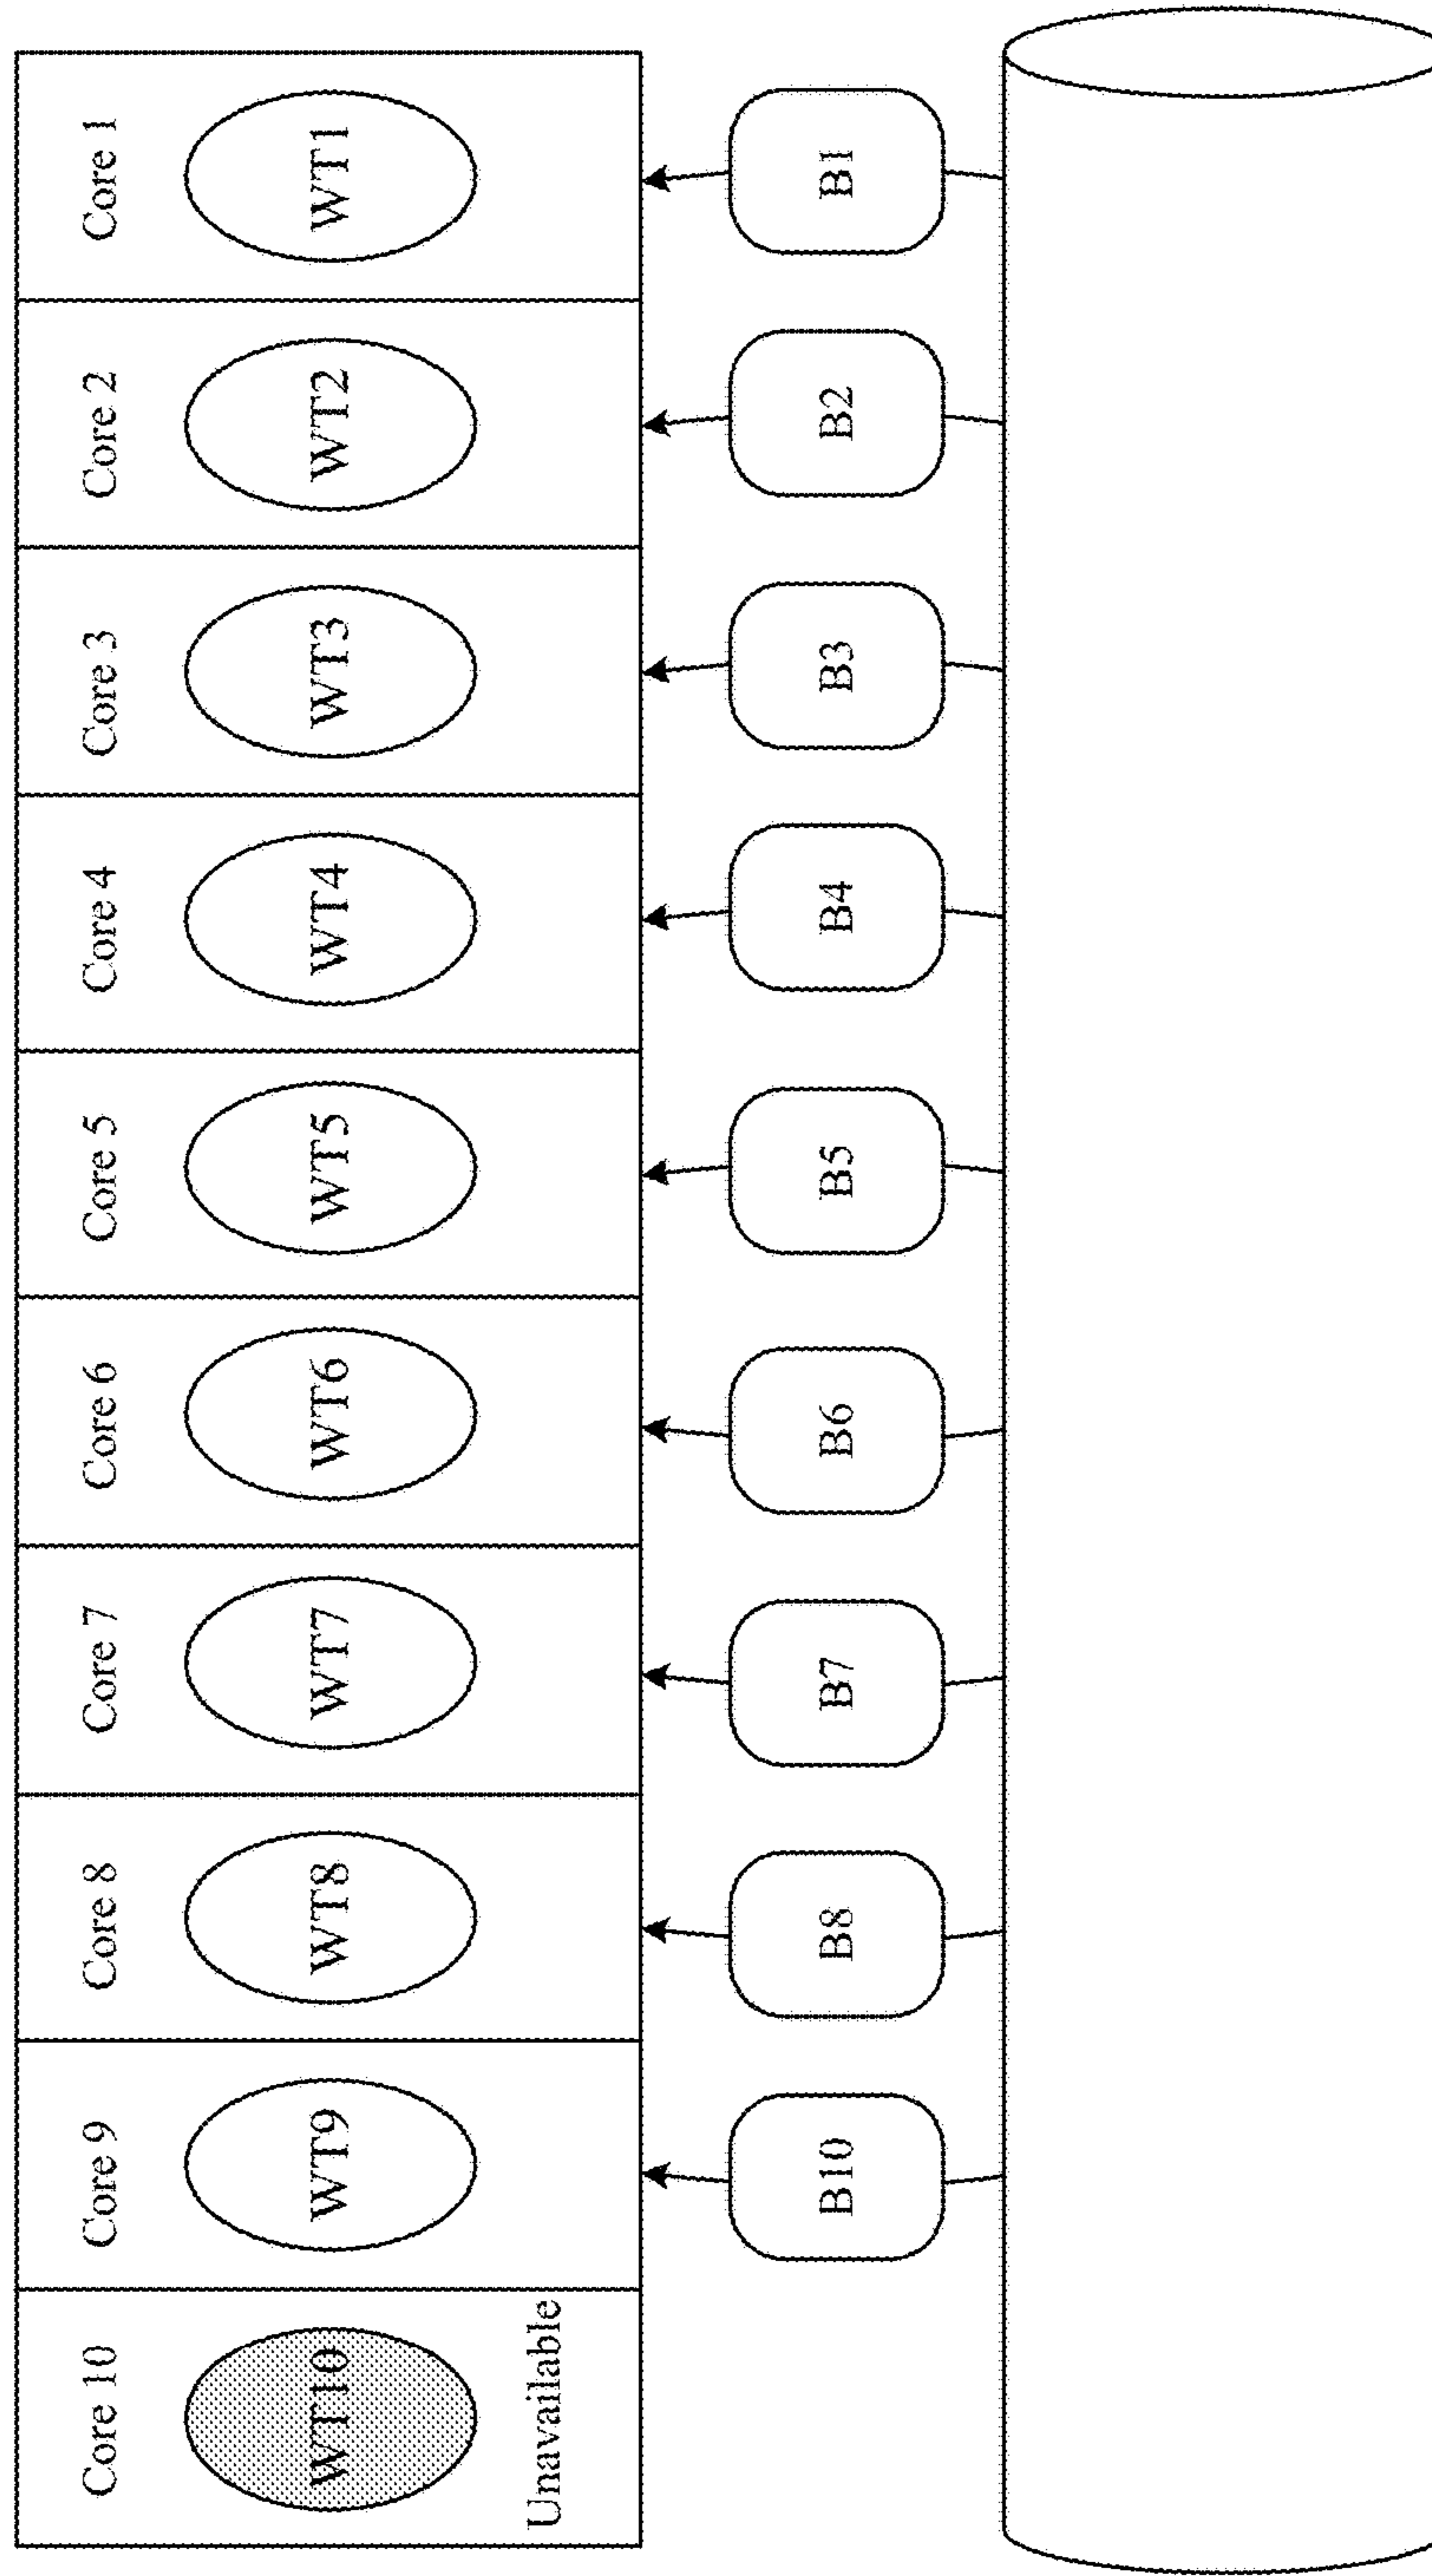 Core 10
Core 9
Core 8
Core 7
Core 6
Core 5
Core 4
Core 3
Core 2
Core 1
WT10
WT9
WT8
WT7
WT6
WT5
WT4
WT3
WT2
WT1
Unavailable
B10
B8
B7
B6
B5
B4
B3
B2
B1